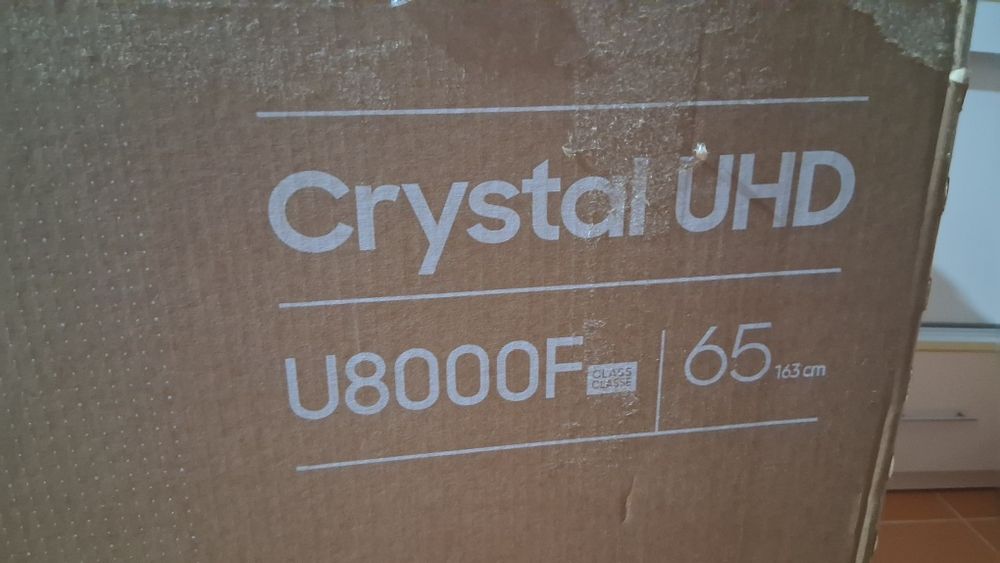 Crystal UHD
U8000F CLASS CLASSE 65 163 cm